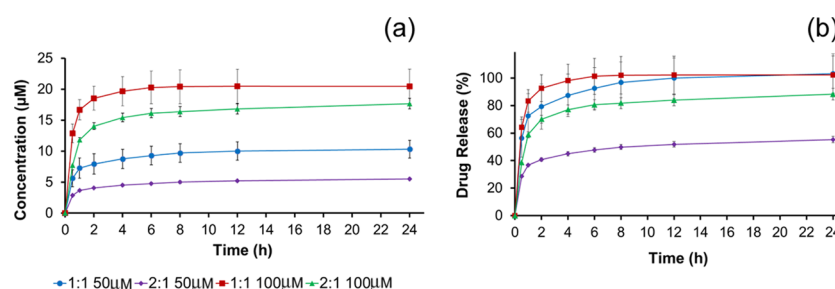 (a)
Concentration (µM)
25
20
15
10
5
0
0 2 4 6 8 10 12 14 16 18 20 22 24
Time (h)
1:1 50µM 2:1 50µM 1:1 100µM 2:1 100µM
(b)
Drug Release (%)
100
80
60
40
20
0
0 2 4 6 8 10 12 14 16 18 20 22 24
Time (h)